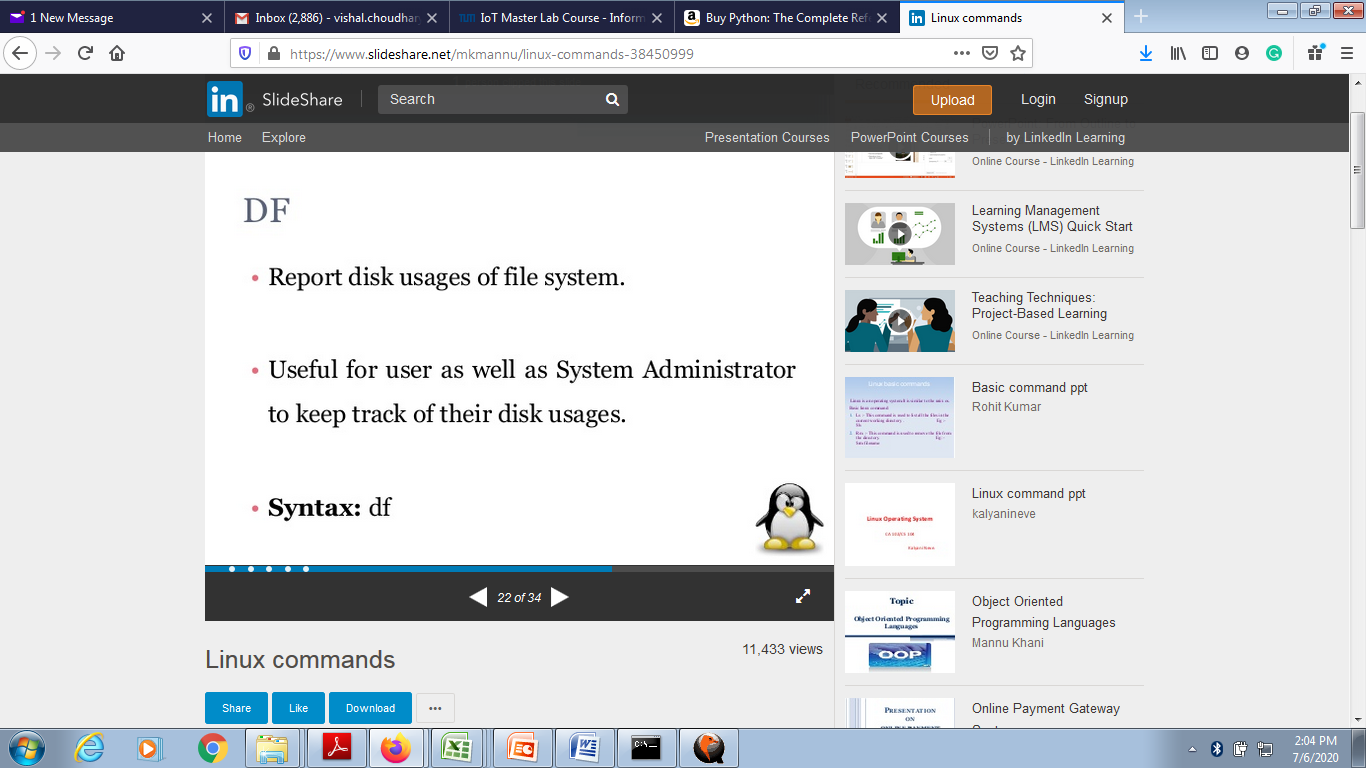 1 New Message
Inbox (2,886) - vishal.choudhar
IoT Master Lab Course - Inform
Buy Python: The Complete Refe
Linux commands
https://www.slideshare.net/mkmannu/linux-commands-38450999
in SlideShare
Search
Upload
Login
Signup
Home
Explore
Presentation Courses
PowerPoint Courses
by LinkedIn Learning
DF
• Report disk usages of file system.
• Useful for user as well as System Administrator
to keep track of their disk usages.
• Syntax: df
22 of 34
Linux commands
11,433 views
Share
Like
Download
Online Course - LinkedIn Learning
Learning Management
Systems (LMS) Quick Start
Online Course - LinkedIn Learning
Teaching Techniques:
Project-Based Learning
Online Course - LinkedIn Learning
Linux basic commands
Basic command ppt
Rohit Kumar
Linux Operating System
Linux command ppt
kalyanineve
Topic
Object Oriented Programming
Languages
OOP
Object Oriented
Programming Languages
Mannu Khani
PRESENTATION
ON
Online Payment Gateway
2:04 PM
7/6/2020